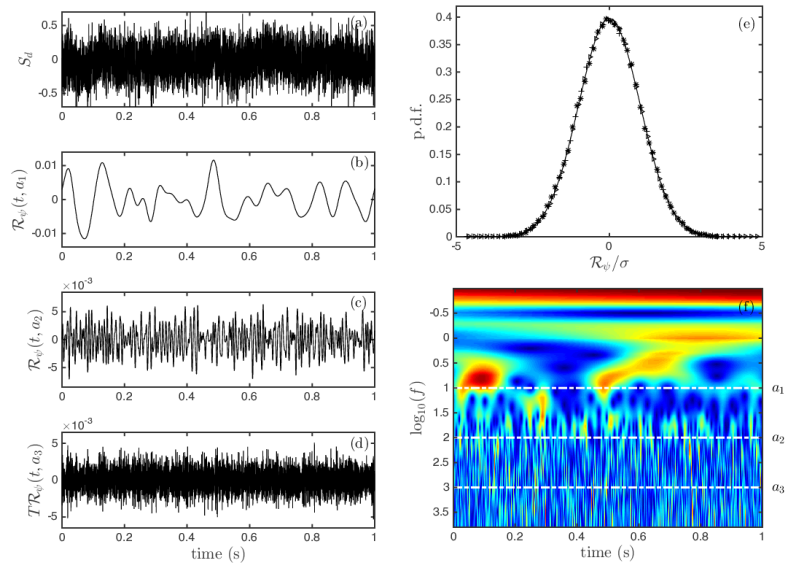 (a)
S_d
0.5
0
-0.5
0 0.2 0.4 0.6 0.8 1
(b)
R_ψ(t, a_1)
0.01
0
-0.01
0 0.2 0.4 0.6 0.8 1
×10^-3
(c)
R_ψ(t, a_2)
5
0
-5
0 0.2 0.4 0.6 0.8 1
×10^-3
(d)
TR_ψ(t, a_3)
5
0
-5
0 0.2 0.4 0.6 0.8 1
time (s)
(e)
p.d.f.
0.4
0.35
0.3
0.25
0.2
0.15
0.1
0.05
0
-5 0 5
R_ψ/σ
(f)
log_10(f)
-0.5
0
0.5
1
1.5
2
2.5
3
3.5
a_1
a_2
a_3
0 0.2 0.4 0.6 0.8 1
time (s)